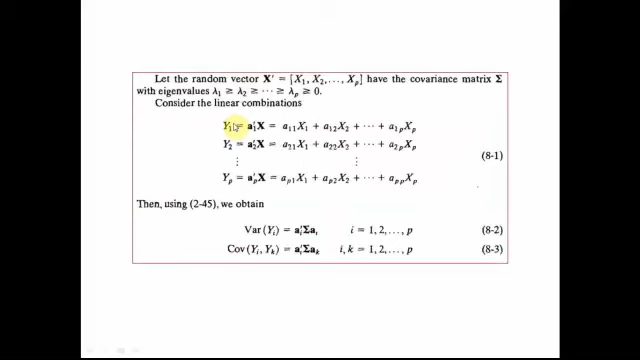 Let the random vector X' = [X₁, X₂, ..., Xₚ] have the covariance matrix Σ
with eigenvalues λ₁ ≥ λ₂ ≥ ··· ≥ λₚ ≥ 0.
Consider the linear combinations
Y₁ = a'₁X = a₁₁X₁ + a₁₂X₂ + ··· + a₁ₚXₚ
Y₂ = a'₂X = a₂₁X₁ + a₂₂X₂ + ··· + a₂ₚXₚ
⋮ ⋮ (8-1)
Yₚ = a'ₚX = aₚ₁X₁ + aₚ₂X₂ + ··· + aₚₚXₚ
Then, using (2-45), we obtain
Var (Yᵢ) = a'ᵢΣaᵢ i = 1, 2, ..., p (8-2)
Cov (Yᵢ, Yₖ) = a'ᵢΣaₖ i, k = 1, 2, ..., p (8-3)